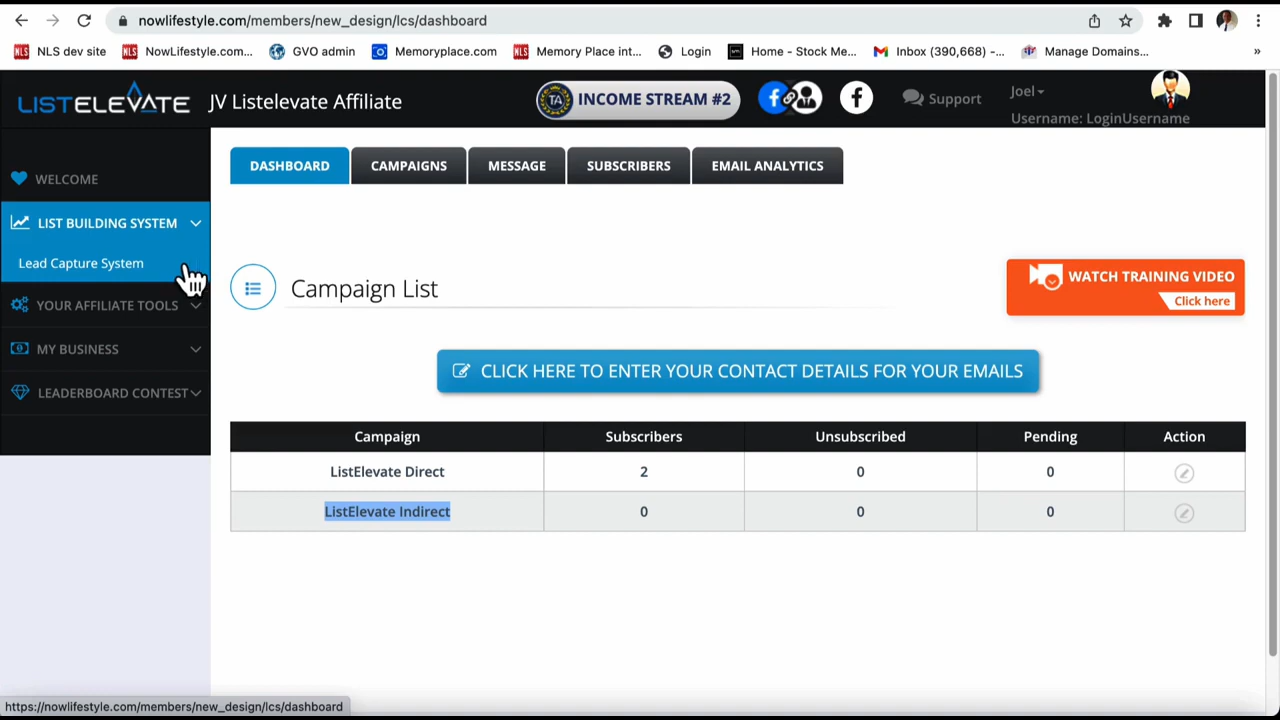 nowlifestyle.com/members/new_design/lcs/dashboard
NLS NLS dev site NLS NowLifestyle.com... GVO admin Memoryplace.com NLS Memory Place int... Login Home - Stock Me... Inbox (390,668) –... Manage Domains... »
LISTELEVATE JV Listelevate Affiliate TA INCOME STREAM #2 Support Joel
Username: LoginUsername
WELCOME
LIST BUILDING SYSTEM
Lead Capture System
YOUR AFFILIATE TOOLS
MY BUSINESS
LEADERBOARD CONTEST
DASHBOARD CAMPAIGNS MESSAGE SUBSCRIBERS EMAIL ANALYTICS
Campaign List
WATCH TRAINING VIDEO
Click here
CLICK HERE TO ENTER YOUR CONTACT DETAILS FOR YOUR EMAILS
Campaign Subscribers Unsubscribed Pending Action
ListElevate Direct 2 0 0
ListElevate Indirect 0 0 0
https://nowlifestyle.com/members/new_design/lcs/dashboard